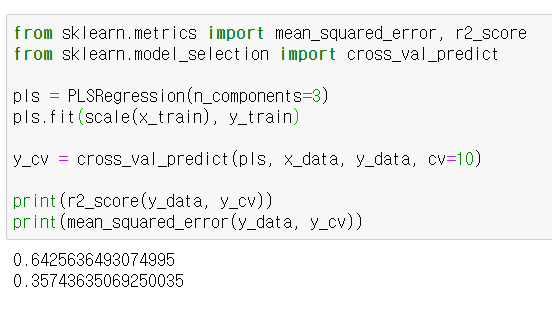 from sklearn.metrics import mean_squared_error, r2_score
from sklearn.model_selection import cross_val_predict
pls = PLSRegression(n_components=3)
pls.fit(scale(x_train), y_train)
y_cv = cross_val_predict(pls, x_data, y_data, cv=10)
print(r2_score(y_data, y_cv))
print(mean_squared_error(y_data, y_cv))
0.6425636493074995
0.35743635069250035